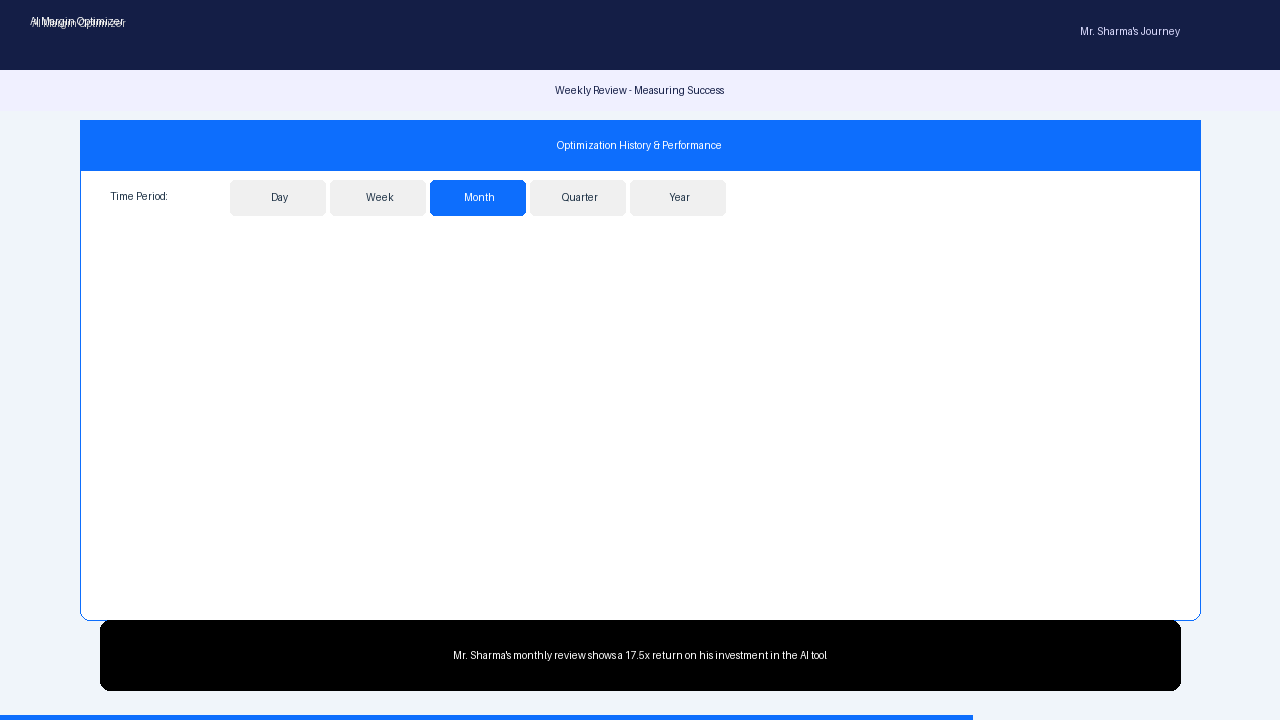 AI Margin Optimizer
Mr. Sharma's Journey
Weekly Review - Measuring Success
Optimization History & Performance
Time Period:
Day
Week
Month
Quarter
Year
Mr. Sharma's monthly review shows a 17.5x return on his investment in the AI tool